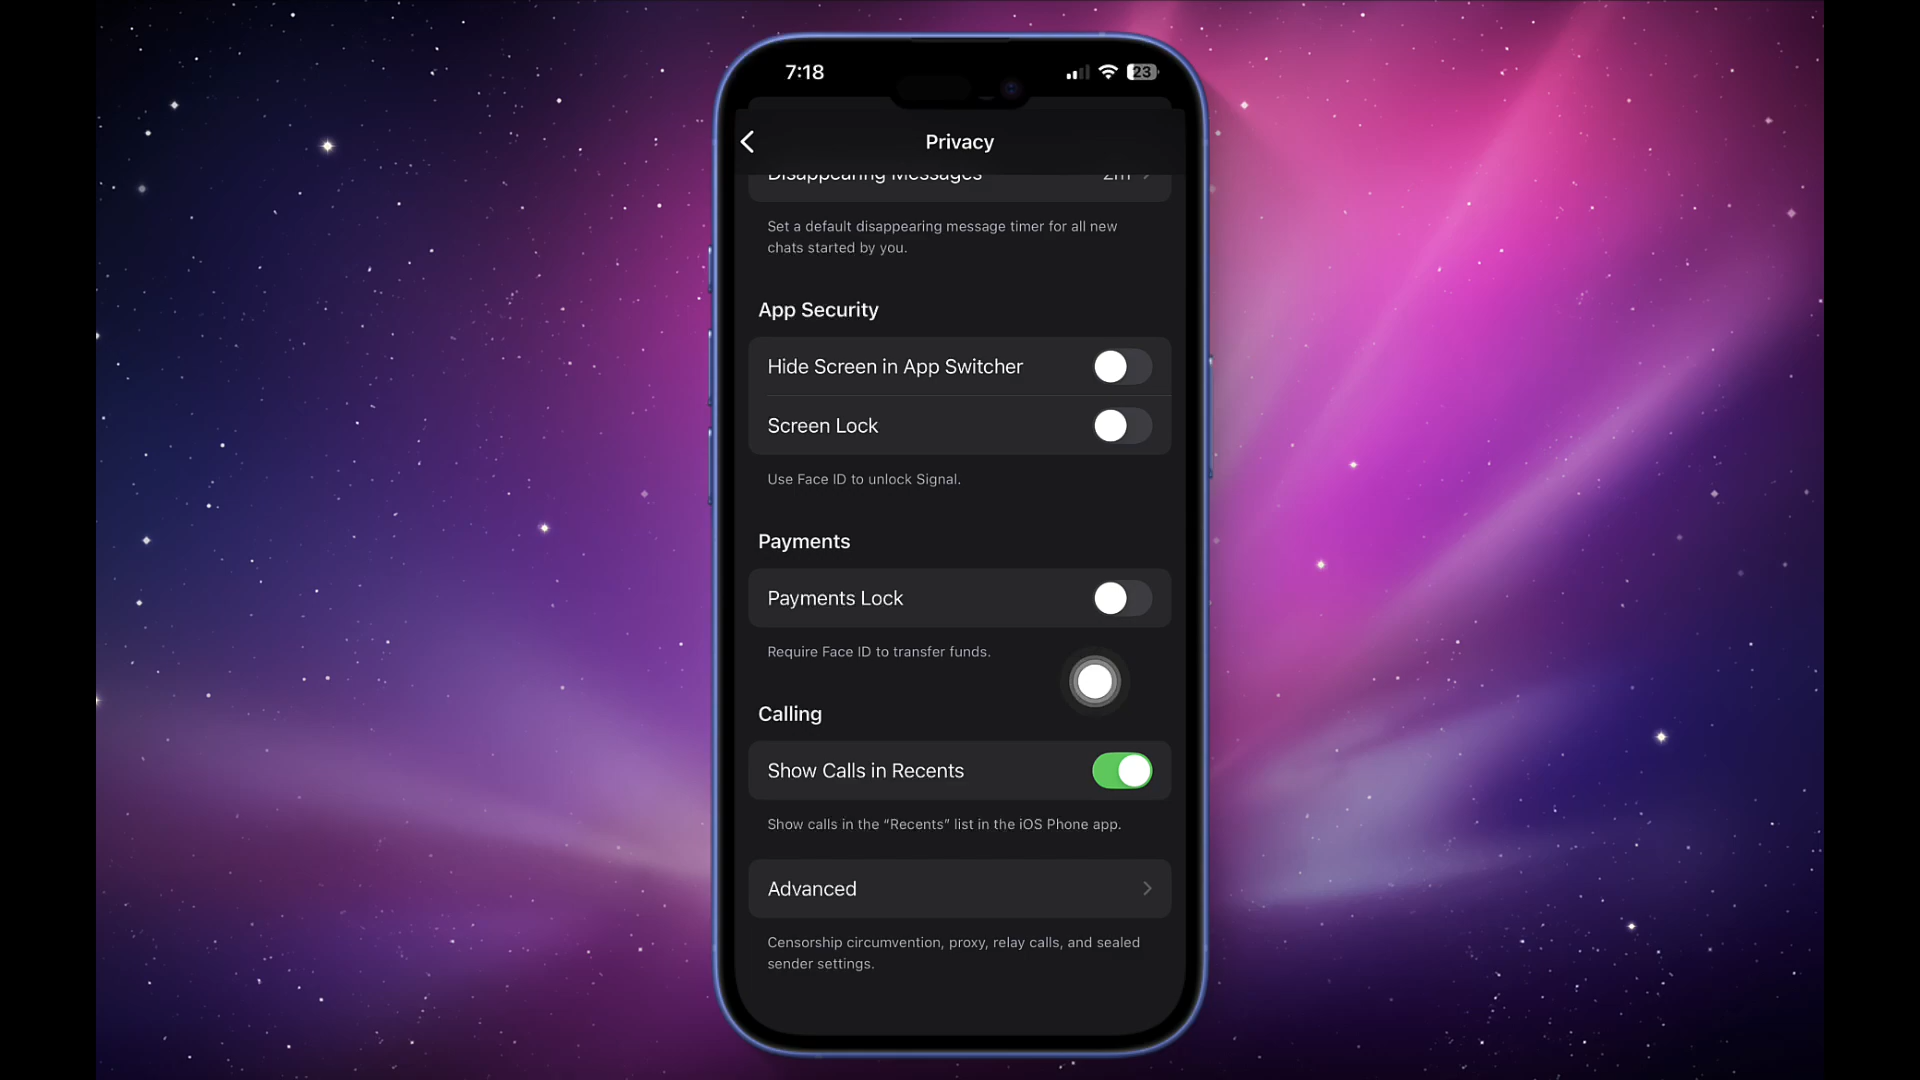 7:18
23
Privacy
Disappearing Messages 2m
Set a default disappearing message timer for all new
chats started by you.
App Security
Hide Screen in App Switcher
Screen Lock
Use Face ID to unlock Signal.
Payments
Payments Lock
Require Face ID to transfer funds.
Calling
Show Calls in Recents
Show calls in the “Recents” list in the iOS Phone app.
Advanced
Censorship circumvention, proxy, relay calls, and sealed
sender settings.